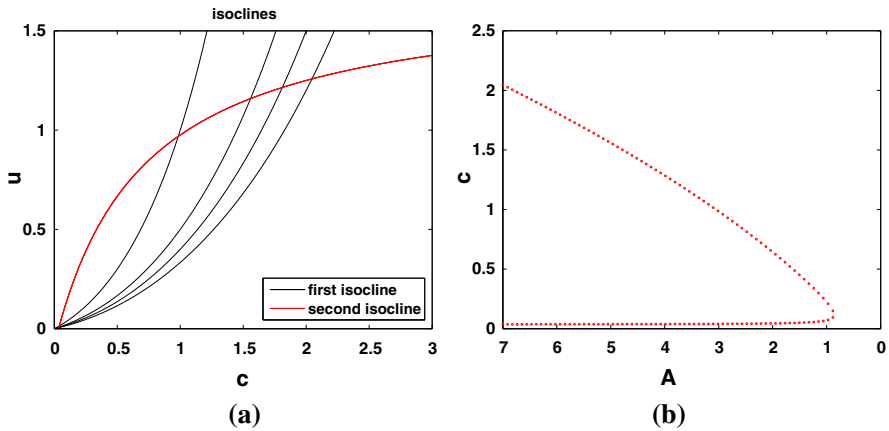 isoclines
1.5
1
0.5
0
u
0 0.5 1 1.5 2 2.5 3
c
first isocline
second isocline
(a)
2.5
2
1.5
1
0.5
0
c
7 6 5 4 3 2 1 0
A
(b)